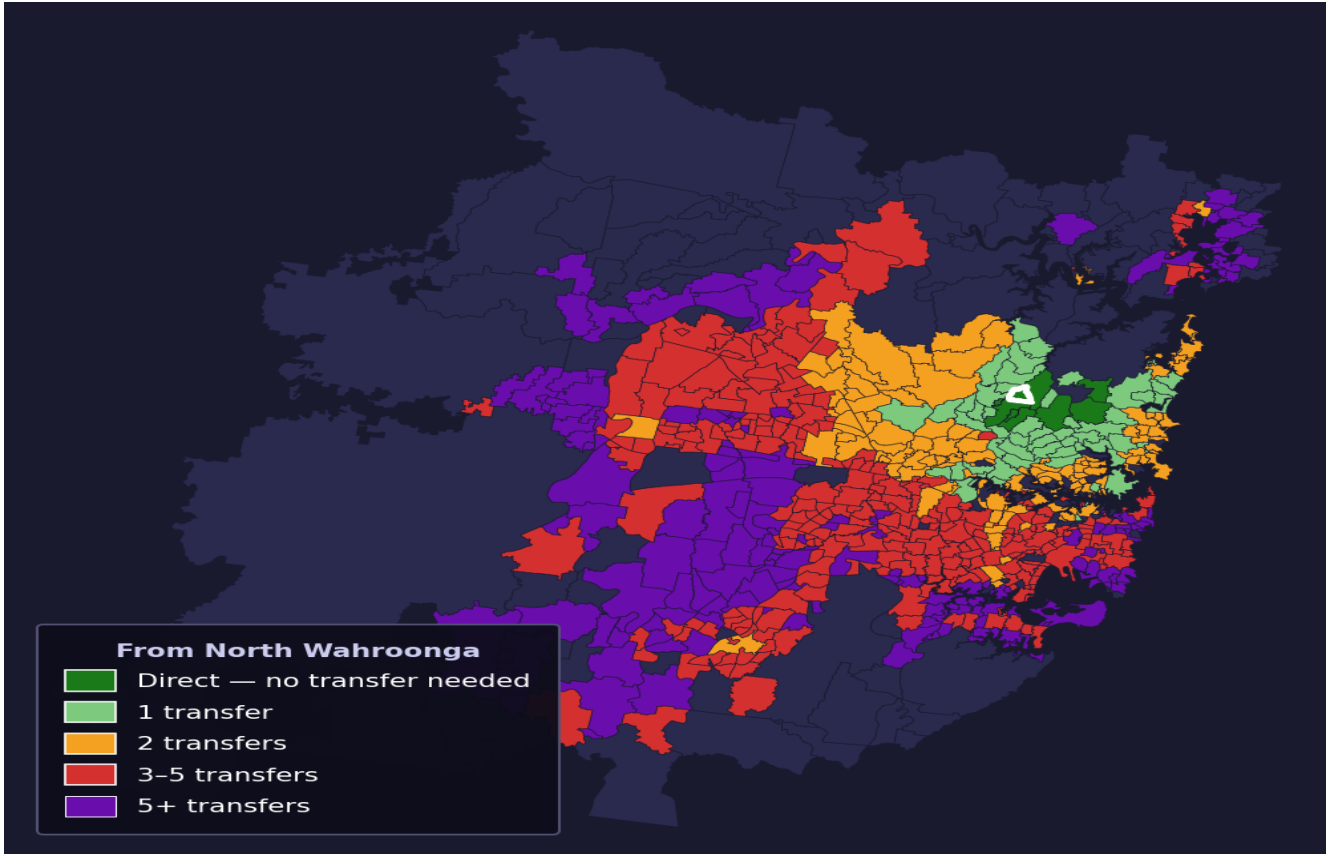 From North Wahroonga
Direct — no transfer needed
1 transfer
2 transfers
3–5 transfers
5+ transfers